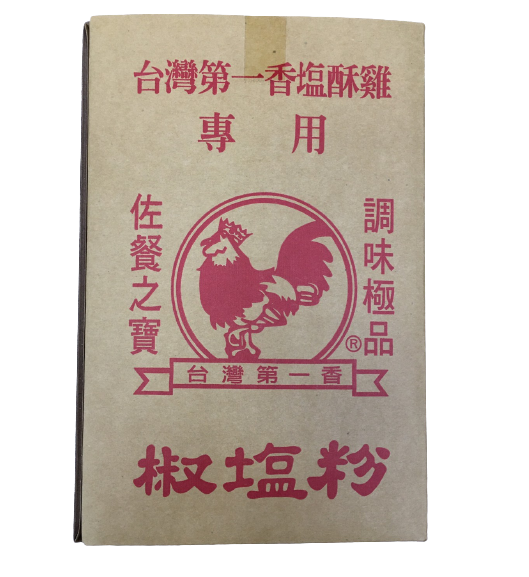 台灣第一香塩酥雞
專用
調味極品
佐餐之寶
®
台灣第一香
椒塩粉